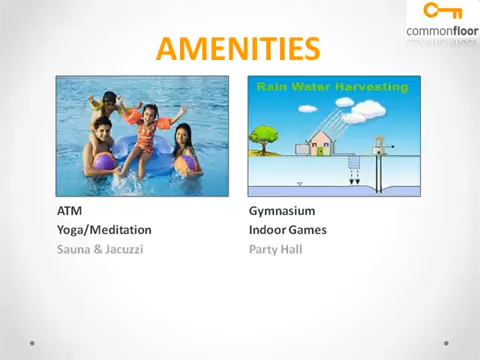 commonfloor
AMENITIES
Rain Water Harvesting
ATM
Yoga/Meditation
Sauna & Jacuzzi
Gymnasium
Indoor Games
Party Hall